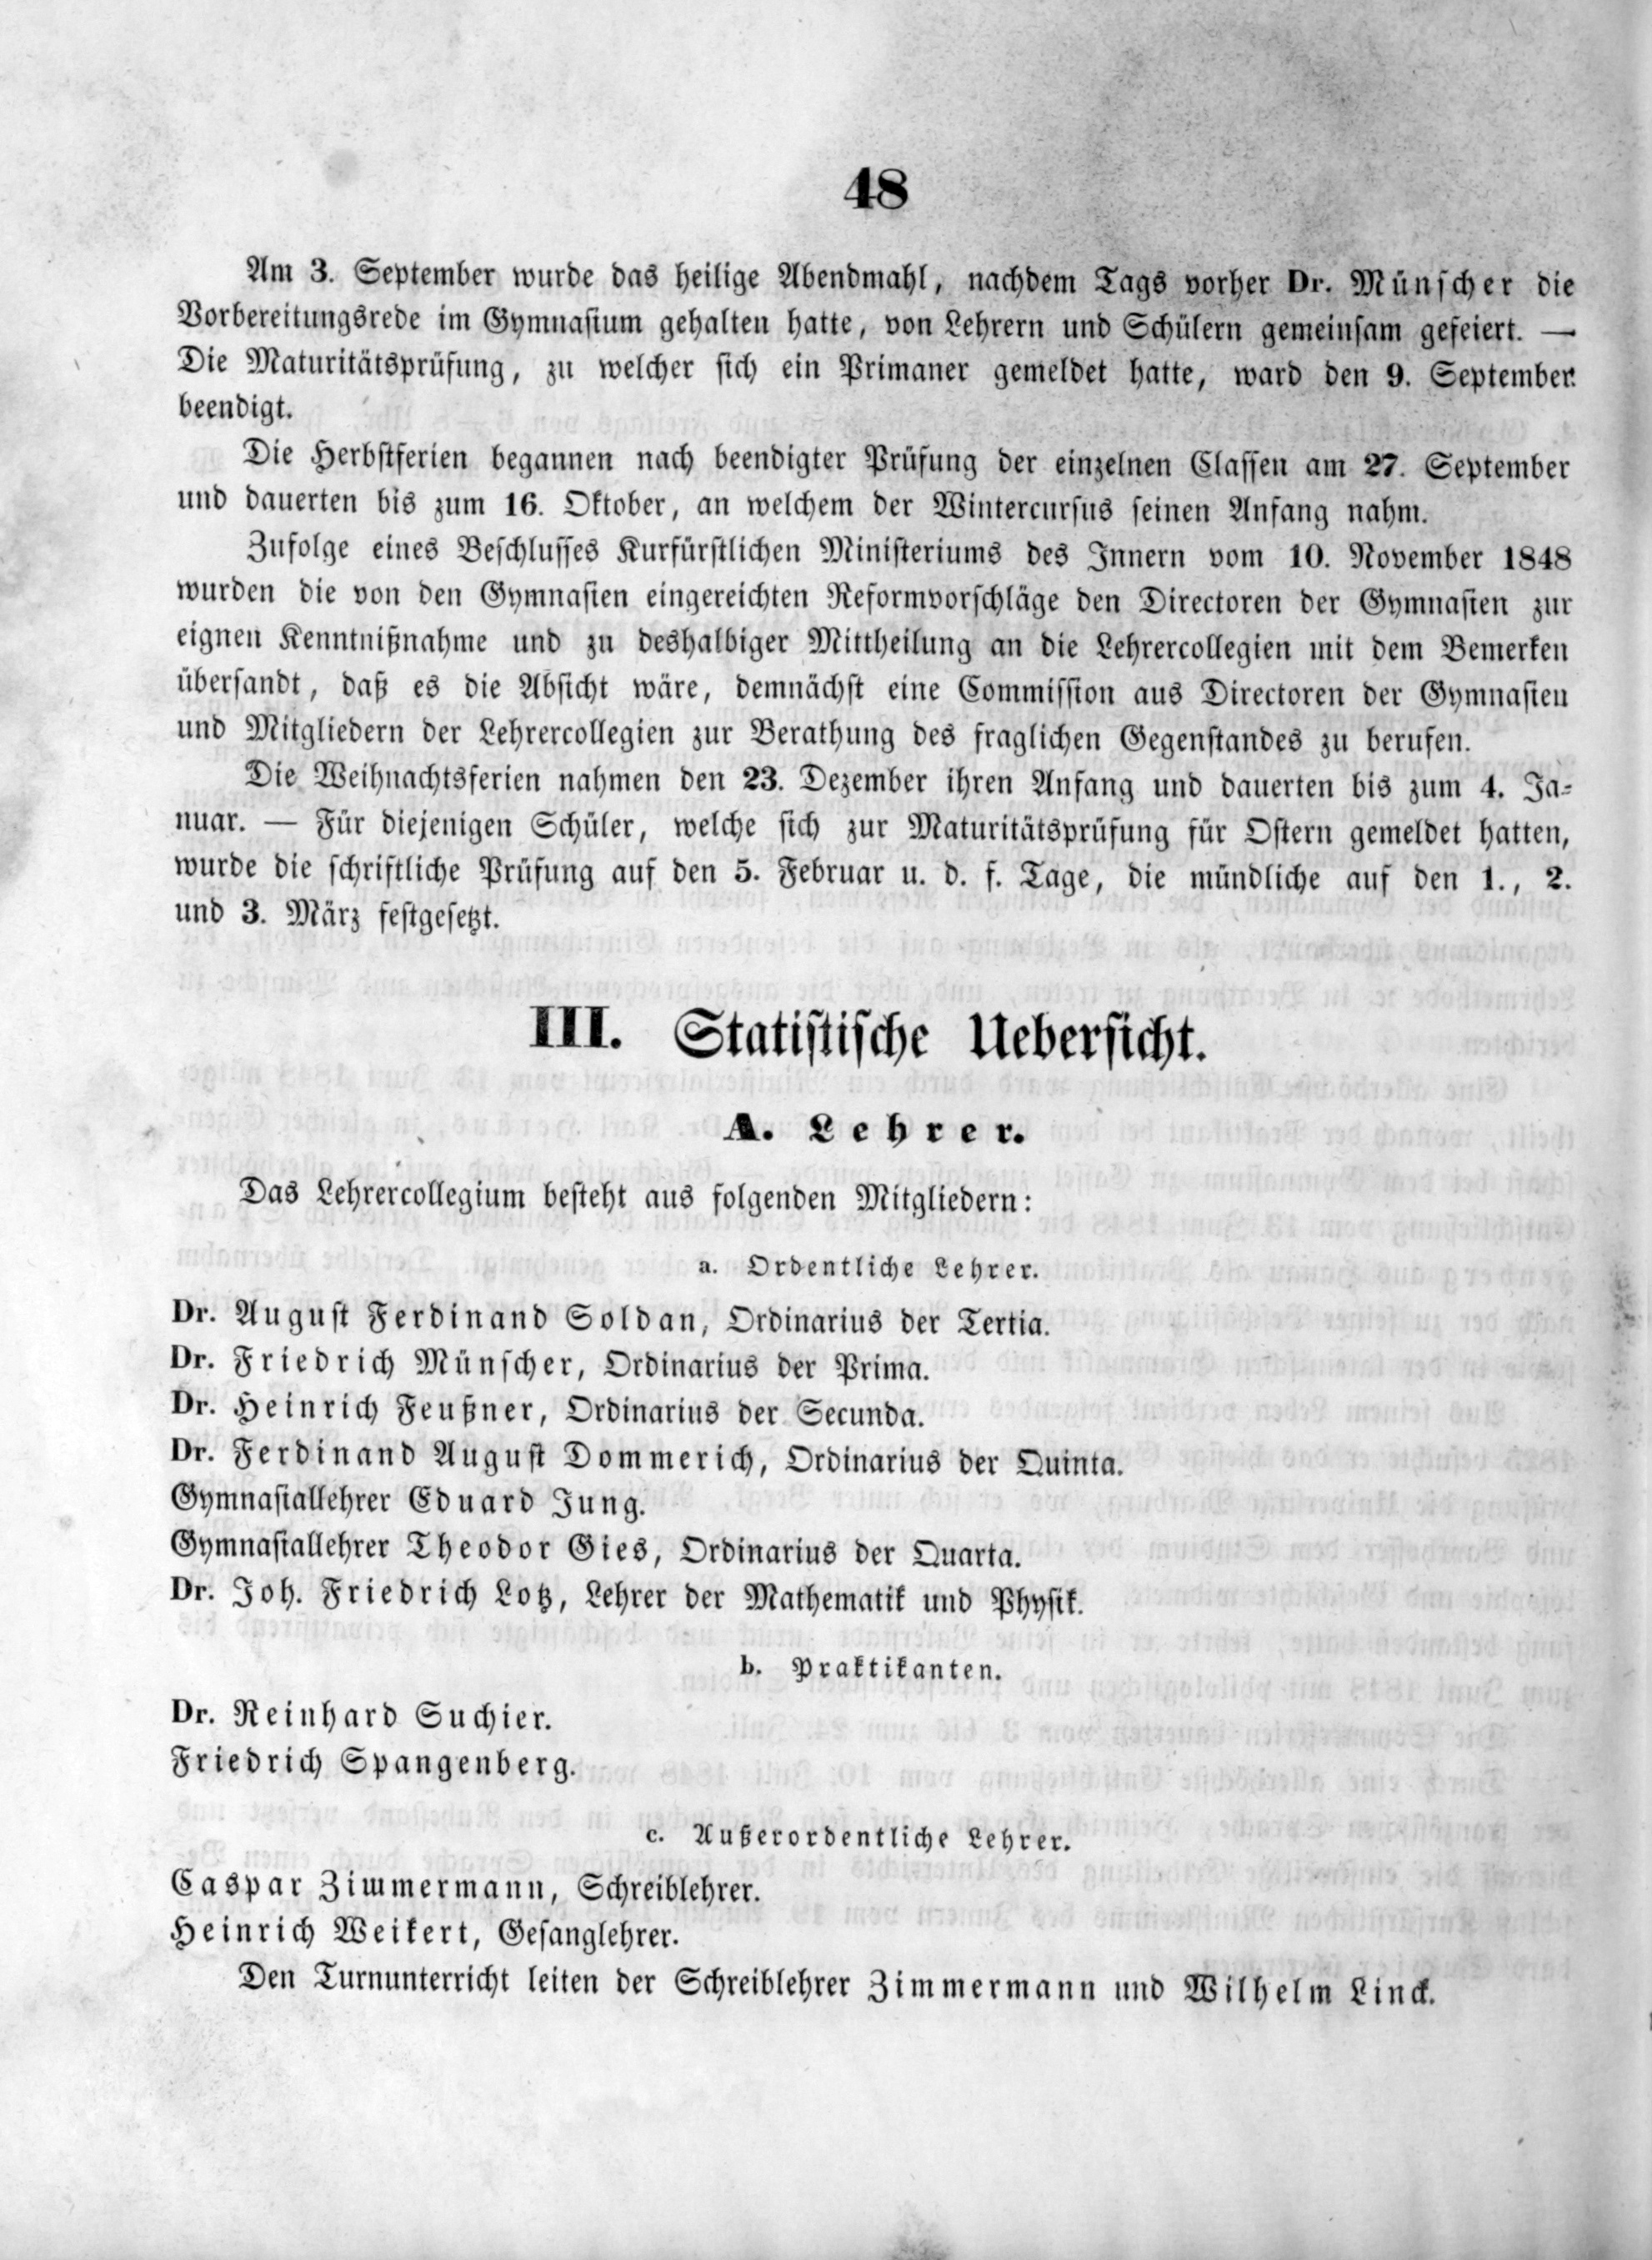 48
Am 3. September wurde das heilige Abendmahl, nachdem Tags vorher Dr. Münscher die
Vorbereitungsrede im Gymnasium gehalten hatte, von Lehrern und Schülern gemeinsam gefeiert. —
Die Maturitätsprüfung, zu welcher sich ein Primaner gemeldet hatte, ward den 9. September
beendigt.
Die Herbstferien begannen nach beendigter Prüfung der einzelnen Classen am 27. September
und dauerten bis zum 16. Oktober, an welchem der Wintercursus seinen Anfang nahm.
Zufolge eines Beschlusses Kurfürstlichen Ministeriums des Innern vom 10. November 1848
wurden die von den Gymnasien eingereichten Reformvorschläge den Directoren der Gymnasien zur
eignen Kenntnißnahme und zu deshalbiger Mittheilung an die Lehrercollegien mit dem Bemerken
übersandt, daß es die Absicht wäre, demnächst eine Commission aus Directoren der Gymnasien
und Mitgliedern der Lehrercollegien zur Berathung des fraglichen Gegenstandes zu berufen.
Die Weihnachtsferien nahmen den 23. Dezember ihren Anfang und dauerten bis zum 4. Ja-
nuar. — Für diejenigen Schüler, welche sich zur Maturitätsprüfung für Ostern gemeldet hatten,
wurde die schriftliche Prüfung auf den 5. Februar u. d. f. Tage, die mündliche auf den 1., 2.
und 3. März festgesetzt.
III. Statistische Uebersicht.
A. Lehrer.
Das Lehrercollegium besteht aus folgenden Mitgliedern:
a. Ordentliche Lehrer.
Dr. August Ferdinand Soldan, Ordinarius der Tertia.
Dr. Friedrich Münscher, Ordinarius der Prima.
Dr. Heinrich Feußner, Ordinarius der Secunda.
Dr. Ferdinand August Dommerich, Ordinarius der Quinta.
Gymnasiallehrer Eduard Jung.
Gymnasiallehrer Theodor Gies, Ordinarius der Quarta.
Dr. Joh. Friedrich Lotz, Lehrer der Mathematik und Physik.
b. Praktikanten.
Dr. Reinhard Suchier.
Friedrich Spangenberg.
c. Außerordentliche Lehrer.
Caspar Zimmermann, Schreiblehrer.
Heinrich Weikert, Gesanglehrer.
Den Turnunterricht leiten der Schreiblehrer Zimmermann und Wilhelm Linck.